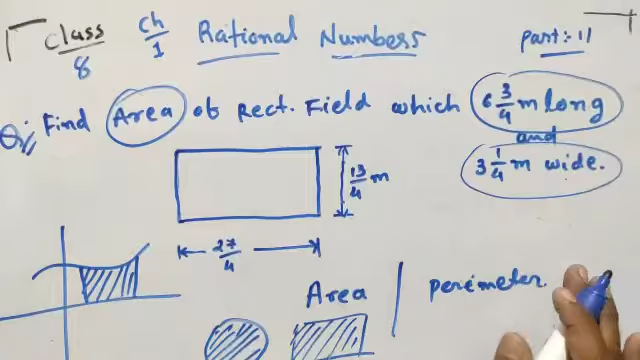 Class 8 Ch 1 Rational Numbers part:-11
Q: Find Area of Rect. Field which 6 3/4 m long
and
3 1/4 m wide.
13/4 m
27/4
Area perimeter.